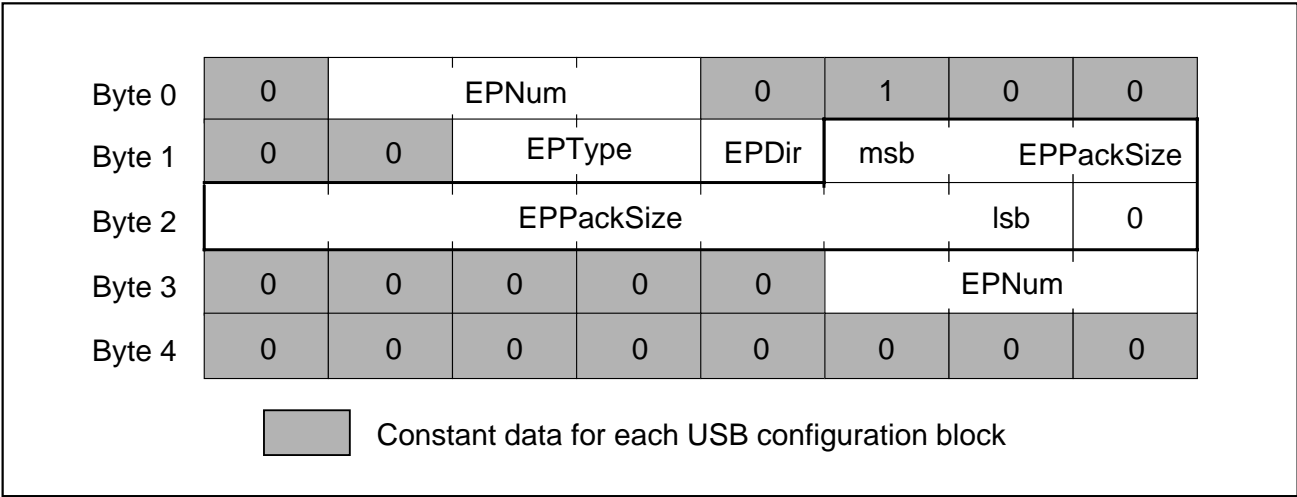 Byte 0 0 EPNum 0 1 0 0
Byte 1 0 0 EPType EPDir msb EPPackSize
Byte 2 EPPackSize lsb 0
Byte 3 0 0 0 0 0 EPNum
Byte 4 0 0 0 0 0 0 0 0
Constant data for each USB configuration block